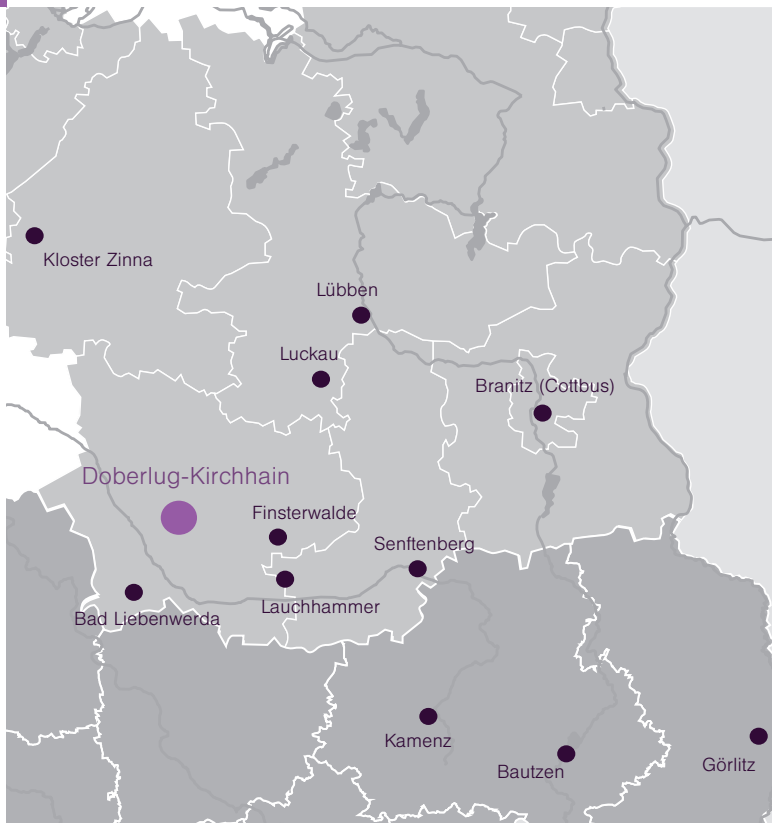 Kloster Zinna
Lübben
Luckau
Branitz (Cottbus)
Doberlug-Kirchhain
Finsterwalde
Senftenberg
Lauchhammer
Bad Liebenwerda
Kamenz
Bautzen
Görlitz